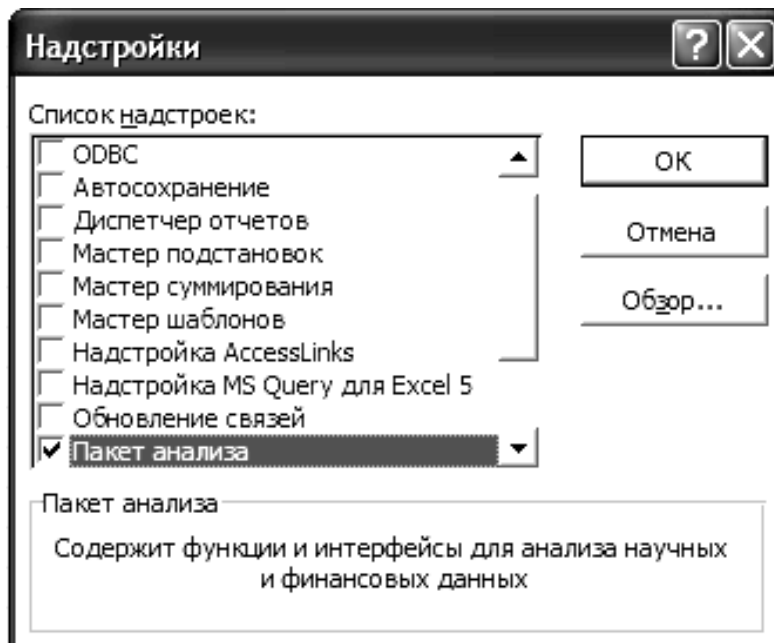 Надстройки
Список надстроек:
ODBC
Автосохранение
Диспетчер отчетов
Мастер подстановок
Мастер суммирования
Мастер шаблонов
Надстройка AccessLinks
Надстройка MS Query для Excel 5
Обновление связей
Пакет анализа
OK
Отмена
Обзор...
Пакет анализа
Содержит функции и интерфейсы для анализа научных
и финансовых данных